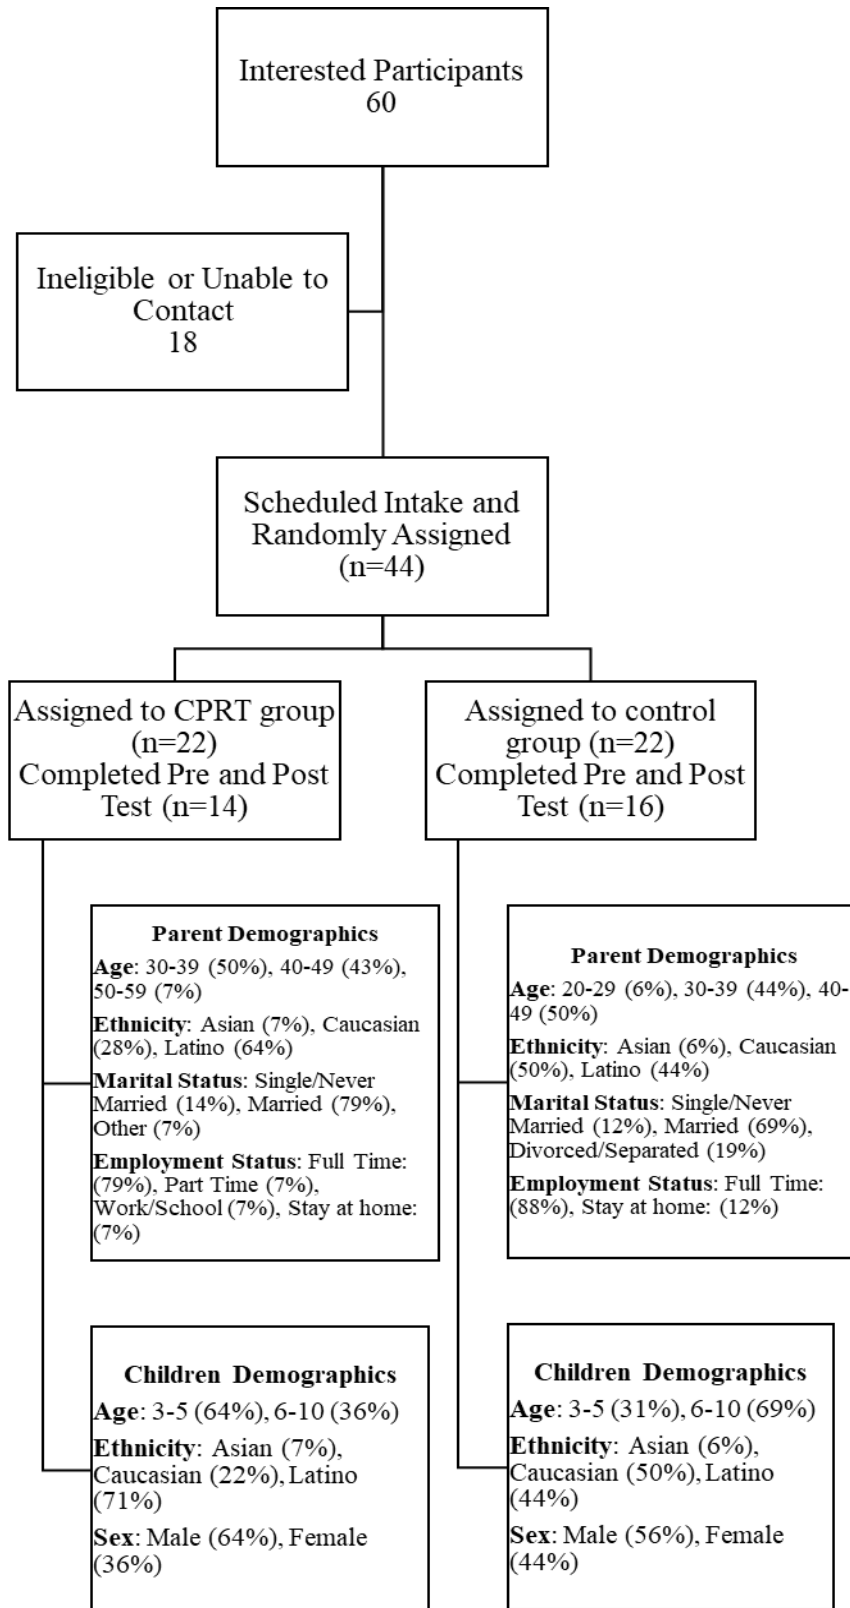 Interested Participants
60
Ineligible or Unable to
Contact
18
Scheduled Intake and
Randomly Assigned
(n=44)
Assigned to CPRT group
(n=22)
Completed Pre and Post
Test (n=14)
Assigned to control
group (n=22)
Completed Pre and Post
Test (n=16)
Parent Demographics
Age: 30-39 (50%), 40-49 (43%),
50-59 (7%)
Ethnicity: Asian (7%), Caucasian
(28%), Latino (64%)
Marital Status: Single/Never
Married (14%), Married (79%),
Other (7%)
Employment Status: Full Time:
(79%), Part Time (7%),
Work/School (7%), Stay at home:
(7%)
Parent Demographics
Age: 20-29 (6%), 30-39 (44%), 40-
49 (50%)
Ethnicity: Asian (6%), Caucasian
(50%), Latino (44%)
Marital Status: Single/Never
Married (12%), Married (69%),
Divorced/Separated (19%)
Employment Status: Full Time:
(88%), Stay at home: (12%)
Children Demographics
Age: 3-5 (64%), 6-10 (36%)
Ethnicity: Asian (7%),
Caucasian (22%), Latino
(71%)
Sex: Male (64%), Female
(36%)
Children Demographics
Age: 3-5 (31%), 6-10 (69%)
Ethnicity: Asian (6%),
Caucasian (50%), Latino
(44%)
Sex: Male (56%), Female
(44%)